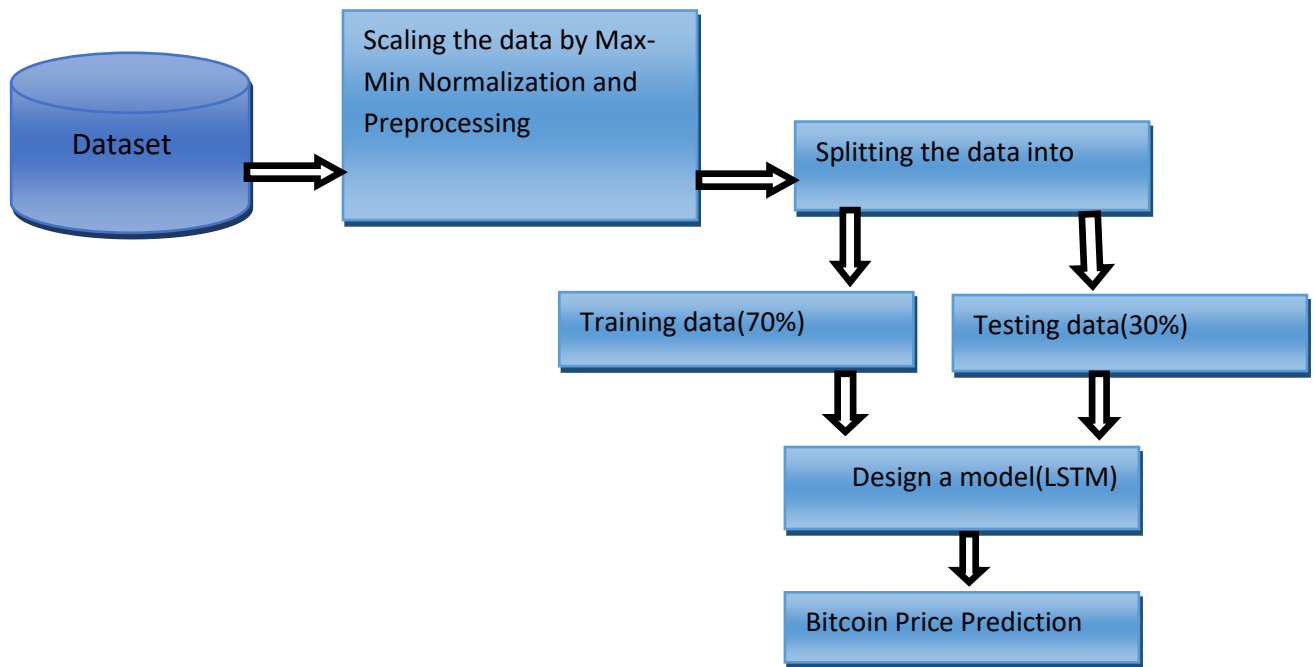 Dataset
Scaling the data by Max-
Min Normalization and
Preprocessing
Splitting the data into
Training data(70%)
Testing data(30%)
Design a model(LSTM)
Bitcoin Price Prediction